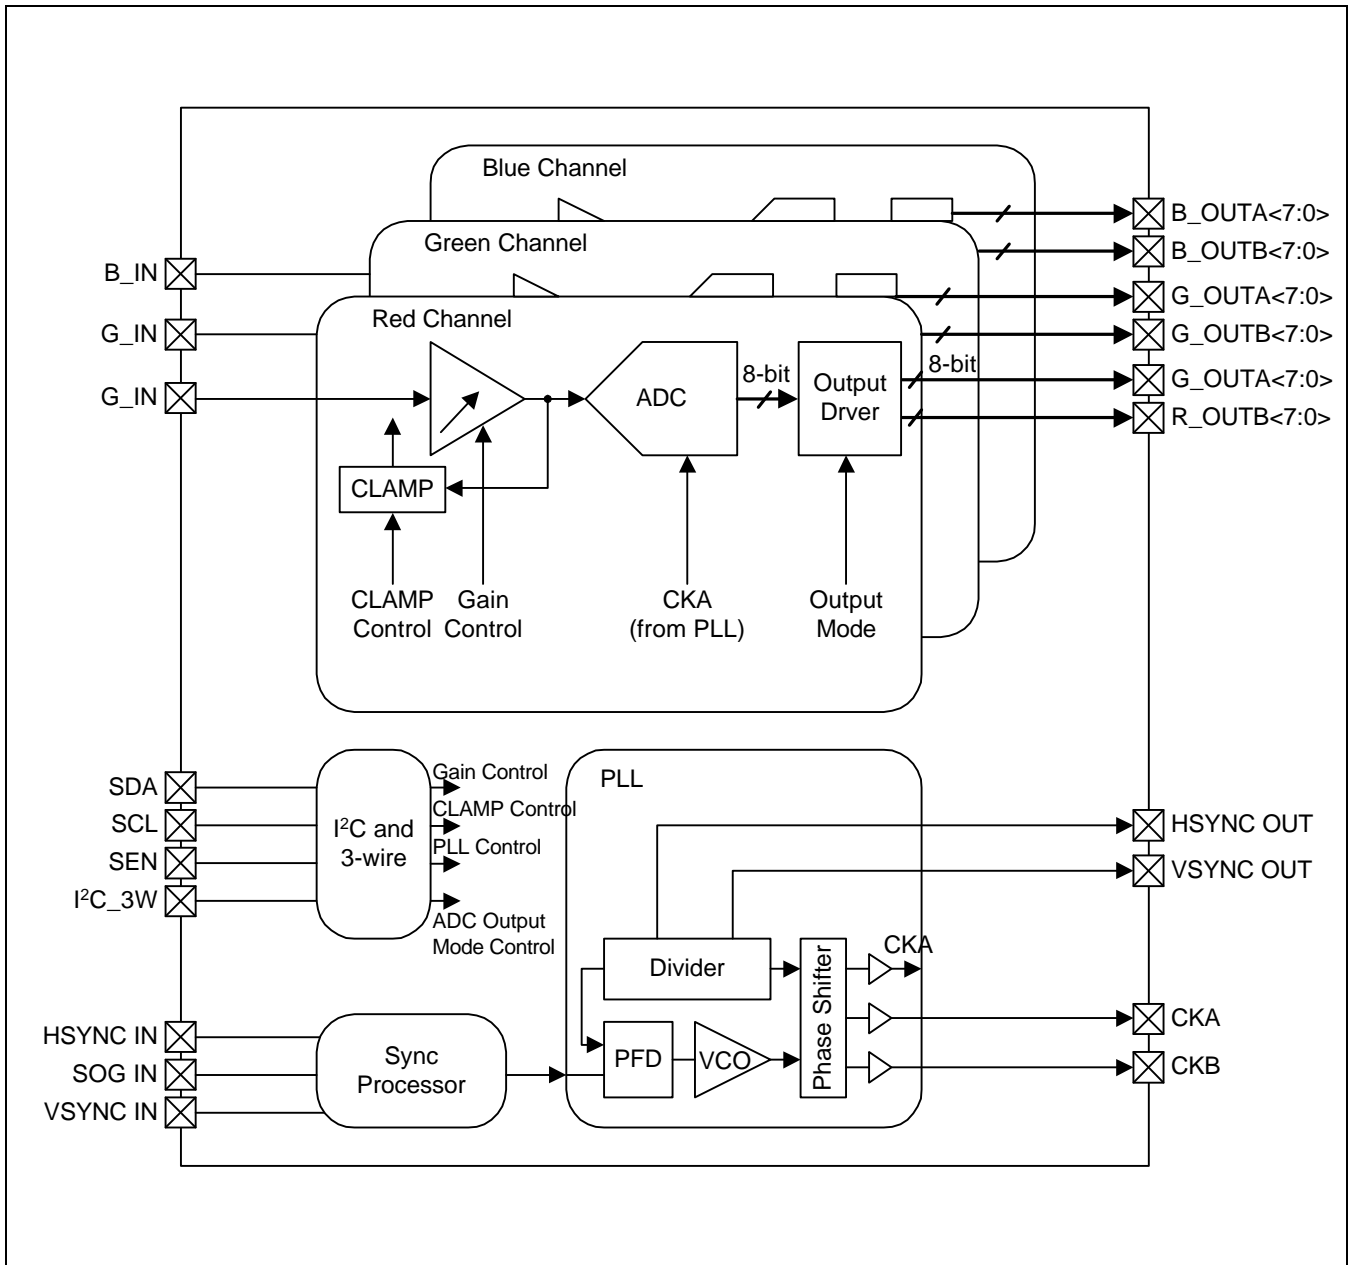 Blue Channel
B_OUTA<7:0>
Green Channel
B_OUTB<7:0>
B_IN
G_OUTA<7:0>
Red Channel
G_IN
G_OUTB<7:0>
8-bit
8-bit
G_IN
ADC
Output
Drver
G_OUTA<7:0>
R_OUTB<7:0>
CLAMP
CLAMP
Control
Gain
Control
CKA
(from PLL)
Output
Mode
SDA
SCL
SEN
I²C_3W
I²C and
3-wire
Gain Control
CLAMP Control
PLL Control
ADC Output
Mode Control
PLL
HSYNC OUT
VSYNC OUT
Divider
Phase Shifter
CKA
PFD
VCO
CKA
CKB
HSYNC IN
SOG IN
VSYNC IN
Sync
Processor